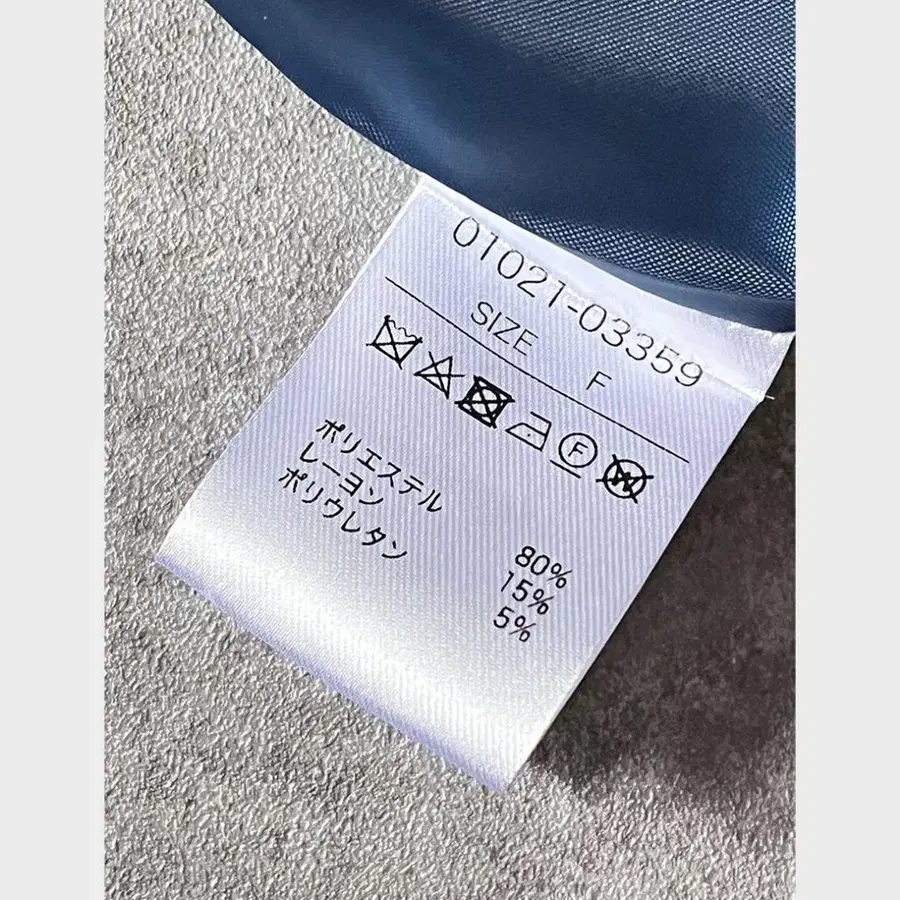 01021-03359
SIZE F
ポリエステル 80%
レーヨン 15%
ポリウレタン 5%
F
W